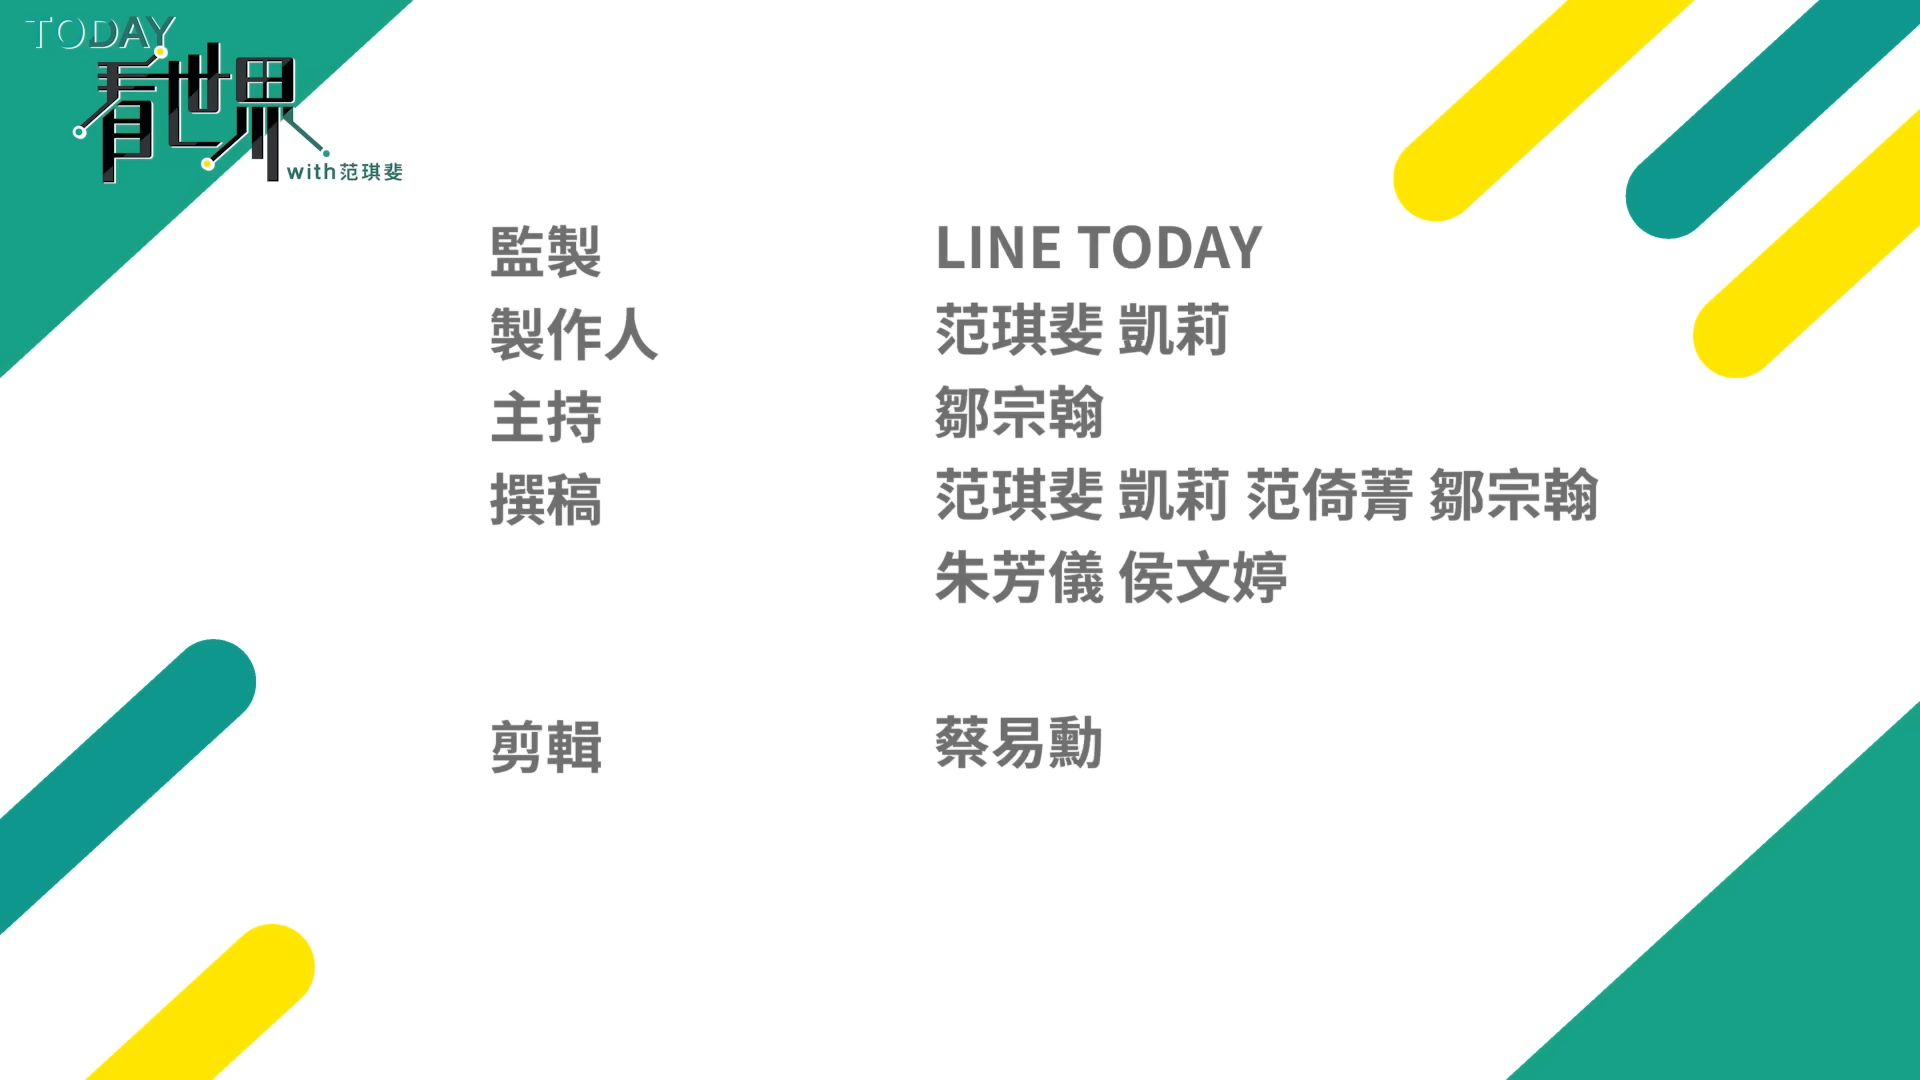 TODAY
看世界
with范琪斐
監製 LINE TODAY
製作人 范琪斐 凱莉
主持 鄒宗翰
撰稿 范琪斐 凱莉 范倚菁 鄒宗翰
朱芳儀 侯文婷
剪輯 蔡易勳